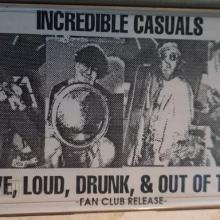 INCREDIBLE CASUALS
LOUD, DRUNK, & OUT OF
-FAN CLUB RELEASE-